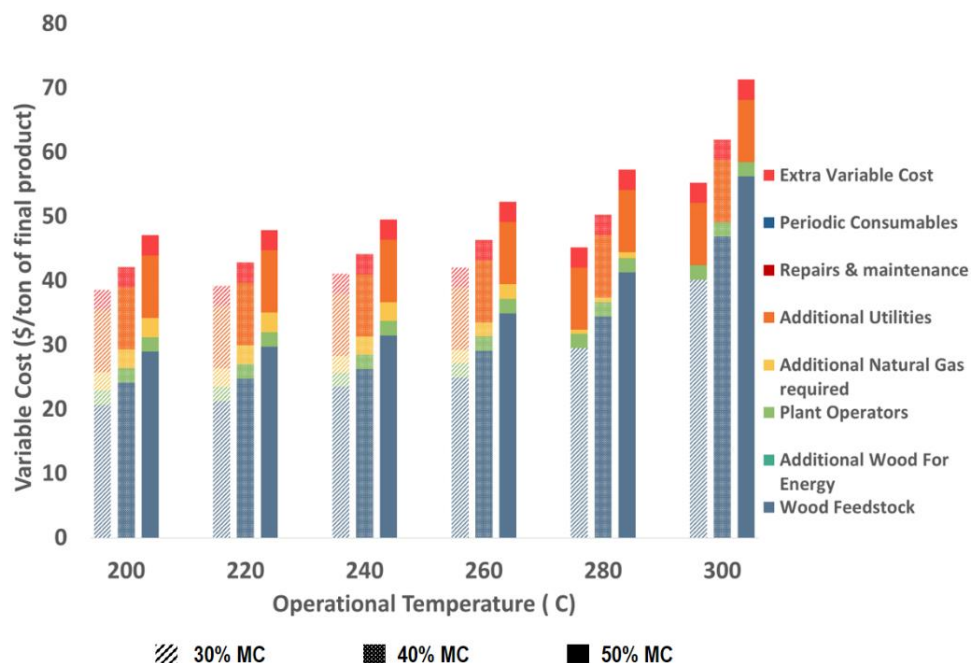 80
70
60
50
40
30
20
10
0
Variable Cost ($/ton of final product)
200 220 240 260 280 300
Operational Temperature ( C)
Extra Variable Cost
Periodic Consumables
Repairs & maintenance
Additional Utilities
Additional Natural Gas
required
Plant Operators
Additional Wood For
Energy
Wood Feedstock
30% MC 40% MC 50% MC